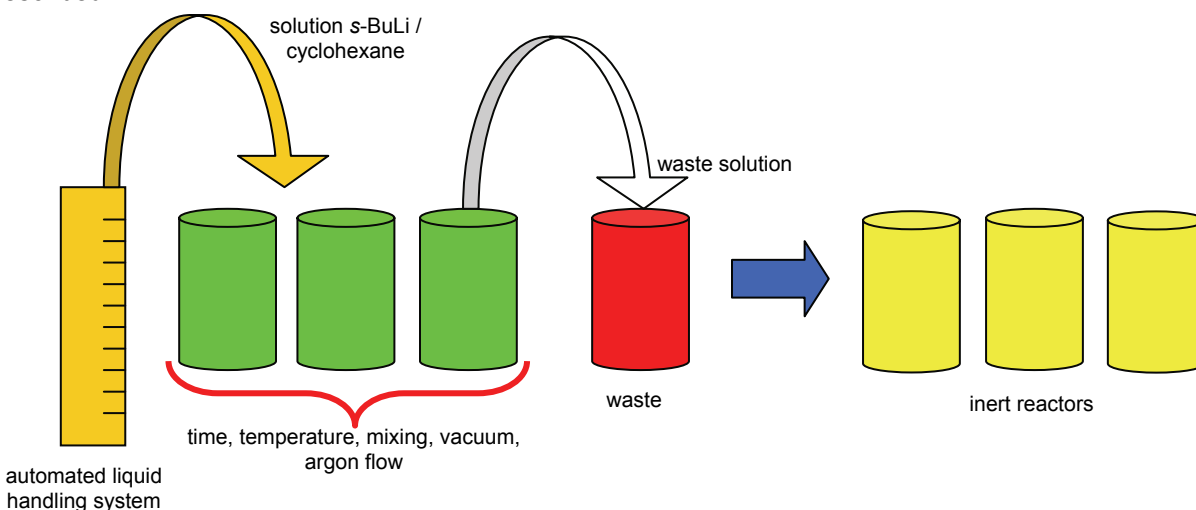 solution s-BuLi /
cyclohexane
waste solution
waste
inert reactors
time, temperature, mixing, vacuum,
argon flow
automated liquid
handling system